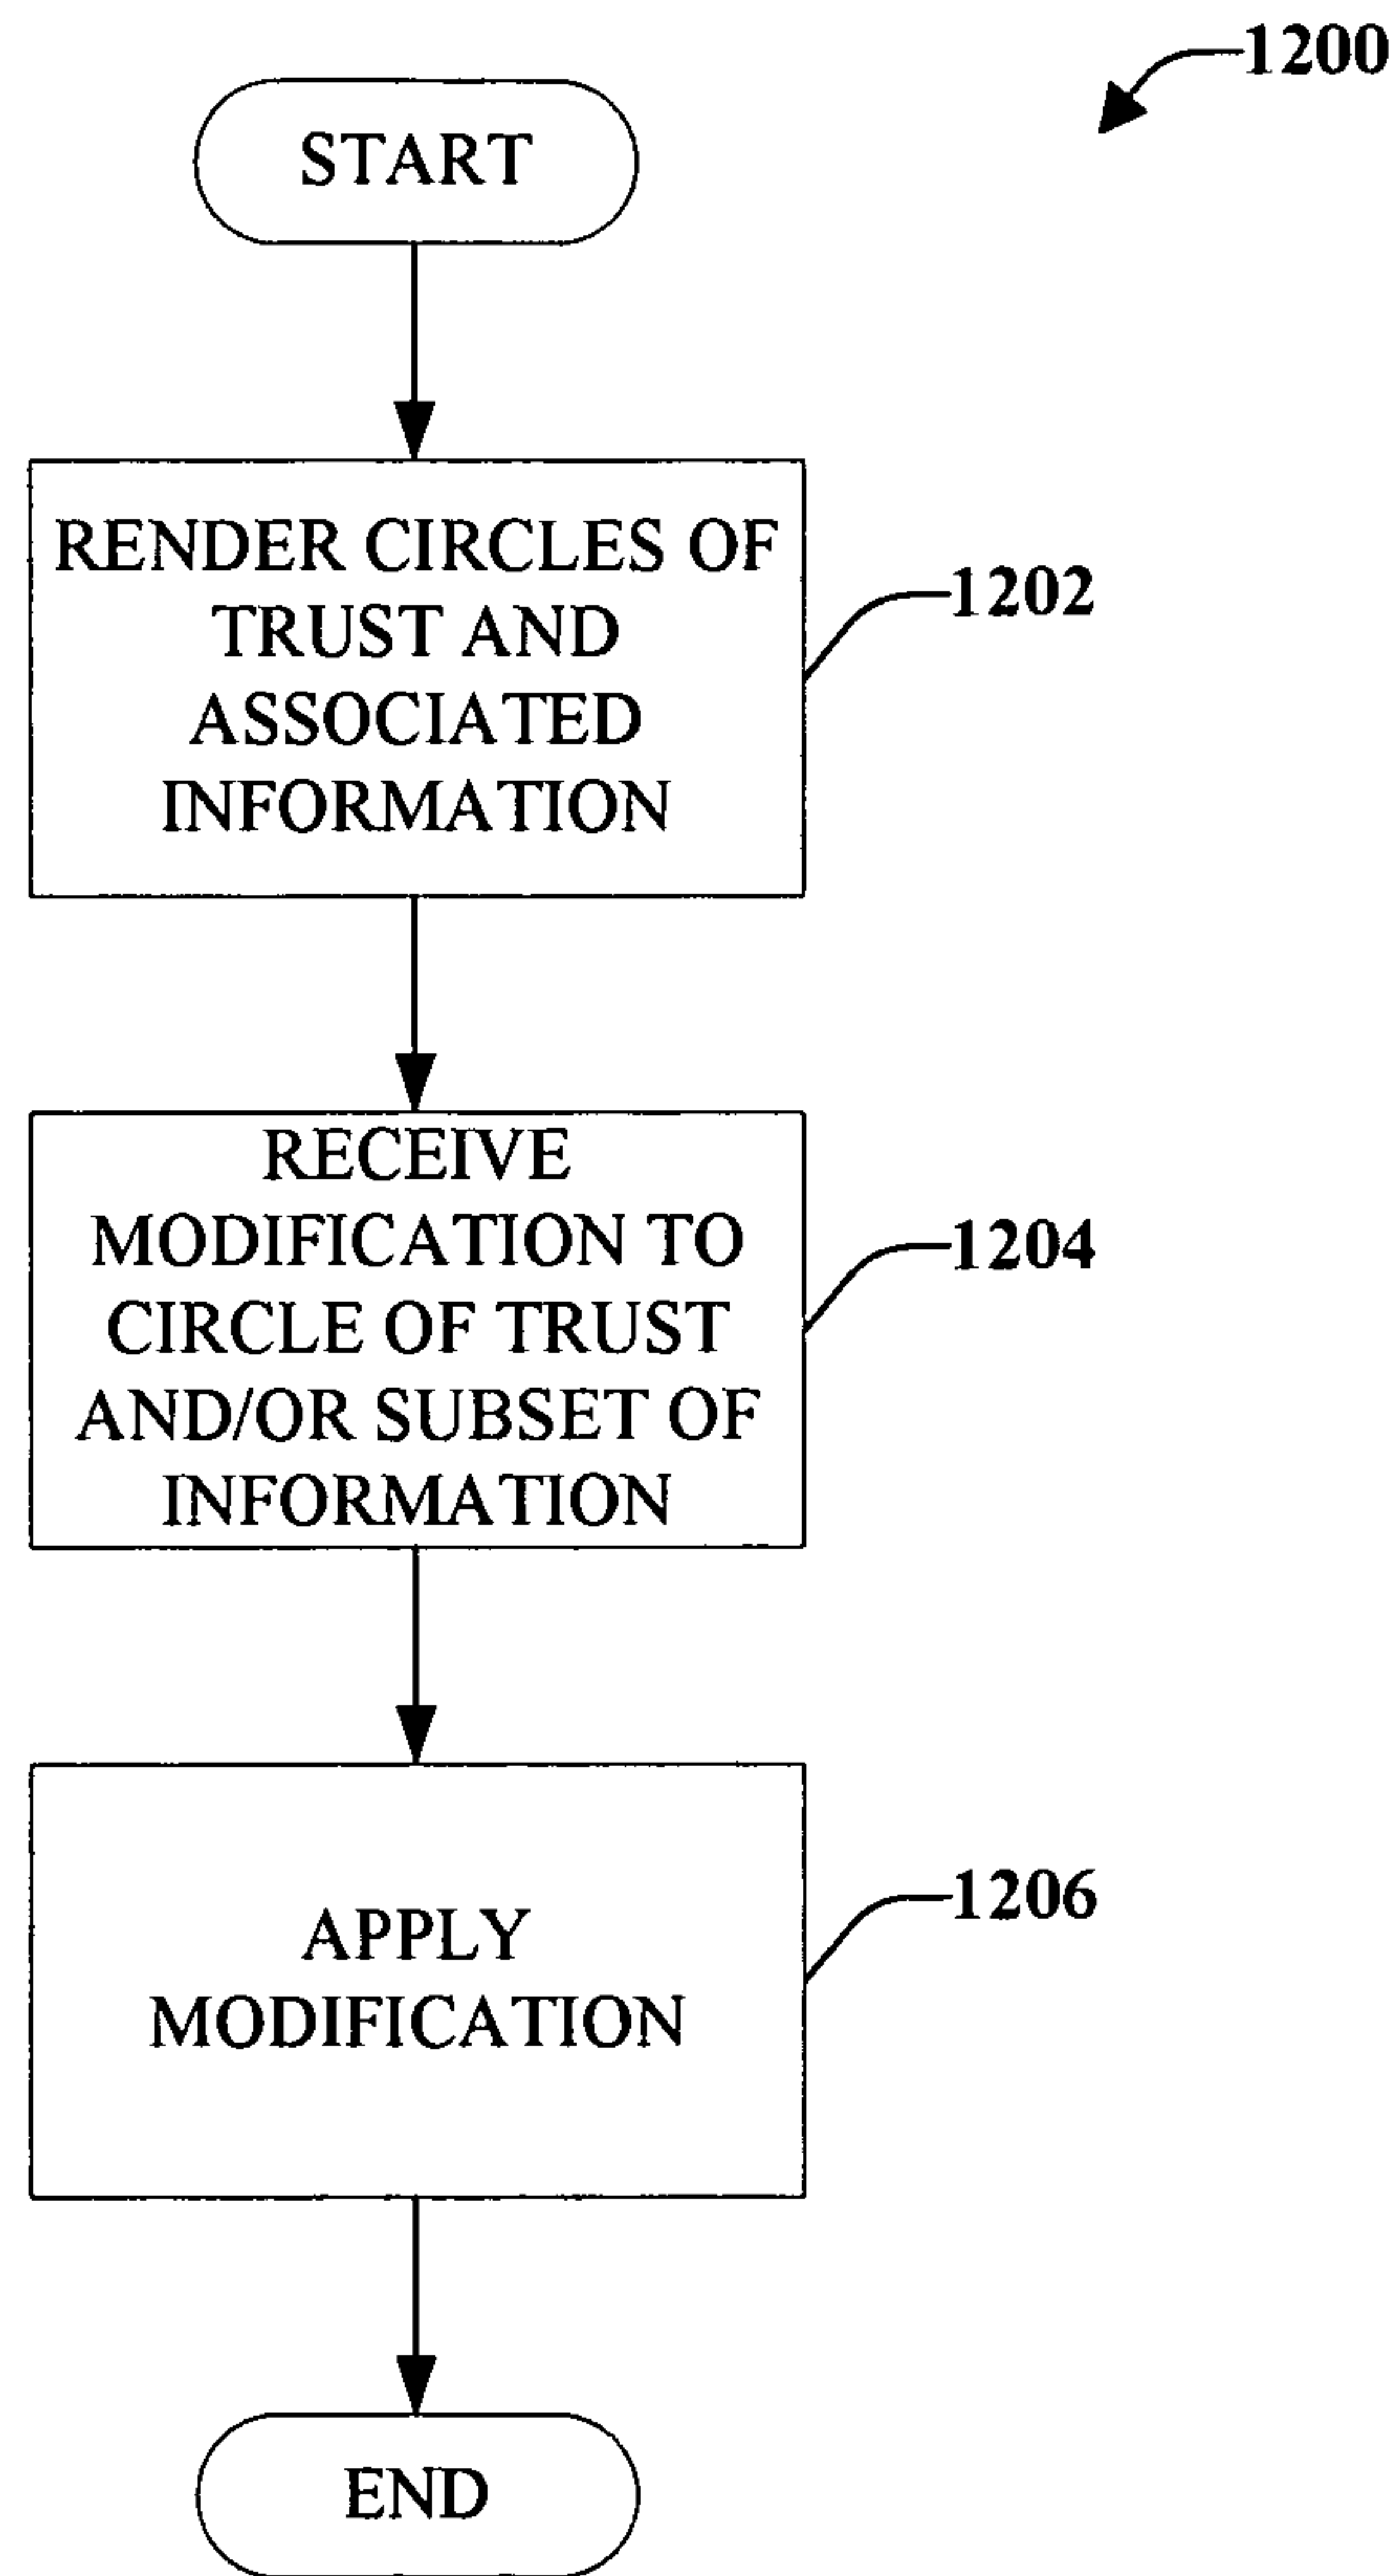 1200
START
RENDER CIRCLES OF
TRUST AND
ASSOCIATED
INFORMATION
1202
RECEIVE
MODIFICATION TO
CIRCLE OF TRUST
AND/OR SUBSET OF
INFORMATION
1204
APPLY
MODIFICATION
1206
END